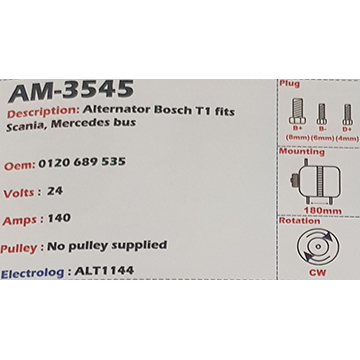 AM-3545
Description: Alternator Bosch T1 fits
Scania, Mercedes bus
Oem: 0120 689 535
Volts : 24
Amps : 140
Pulley : No pulley supplied
Electrolog : ALT1144
Plug
B+ B- D+
(8mm) (6mm) (4mm)
Mounting
180mm
Rotation
CW